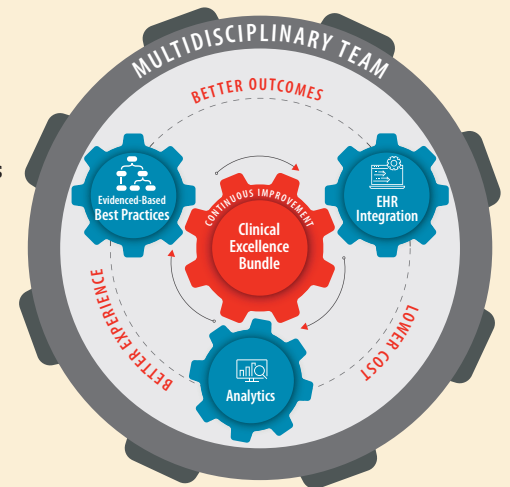 MULTIDISCIPLINARY TEAM
BETTER OUTCOMES
Evidenced-Based
Best Practices
EHR
Integration
CONTINUOUS IMPROVEMENT
Clinical
Excellence
Bundle
BETTER EXPERIENCE
LOWER COST
Analytics
s